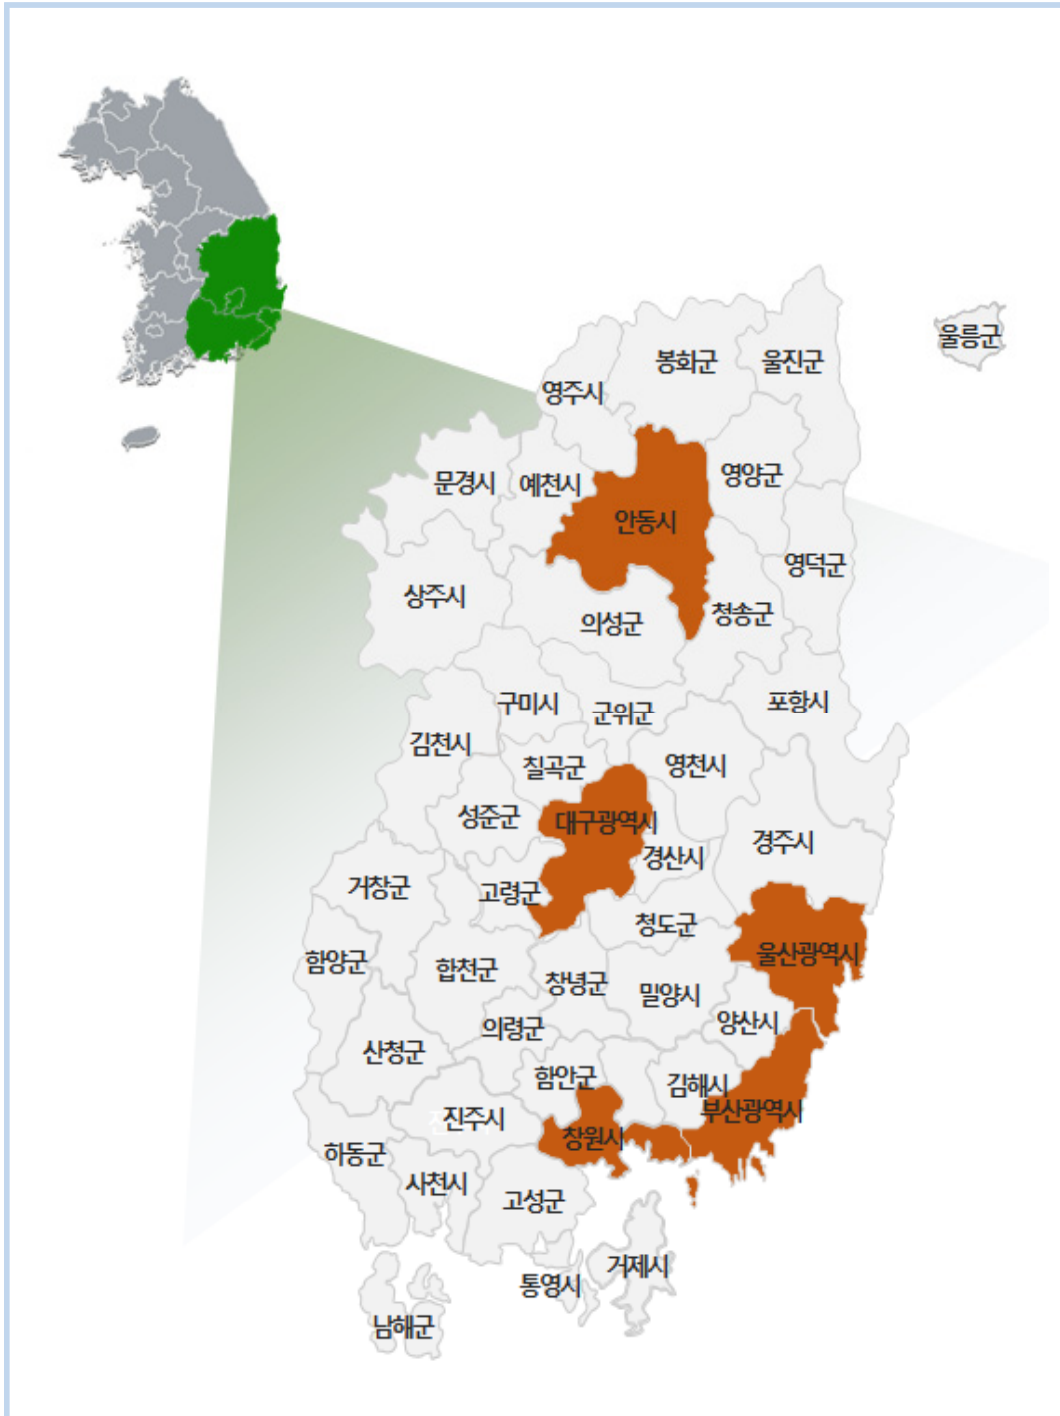 울릉군
봉화군
울진군
영주시
영양군
문경시
예천시
안동시
영덕군
상주시
의성군
청송군
구미시
군위군
포항시
김천시
칠곡군
영천시
성준군
대구광역시
경산시
경주시
거창군
고령군
청도군
함양군
합천군
창녕군
밀양시
울산광역시
의령군
양산시
산청군
함안군
김해시
진주시
창원시
부산광역시
하동군
사천시
고성군
통영시
거제시
남해군